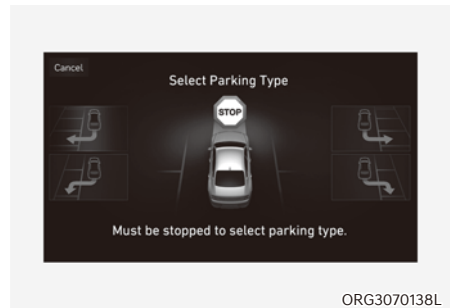 Cancel
Select Parking Type
STOP
Must be stopped to select parking type.
ORG3070138L